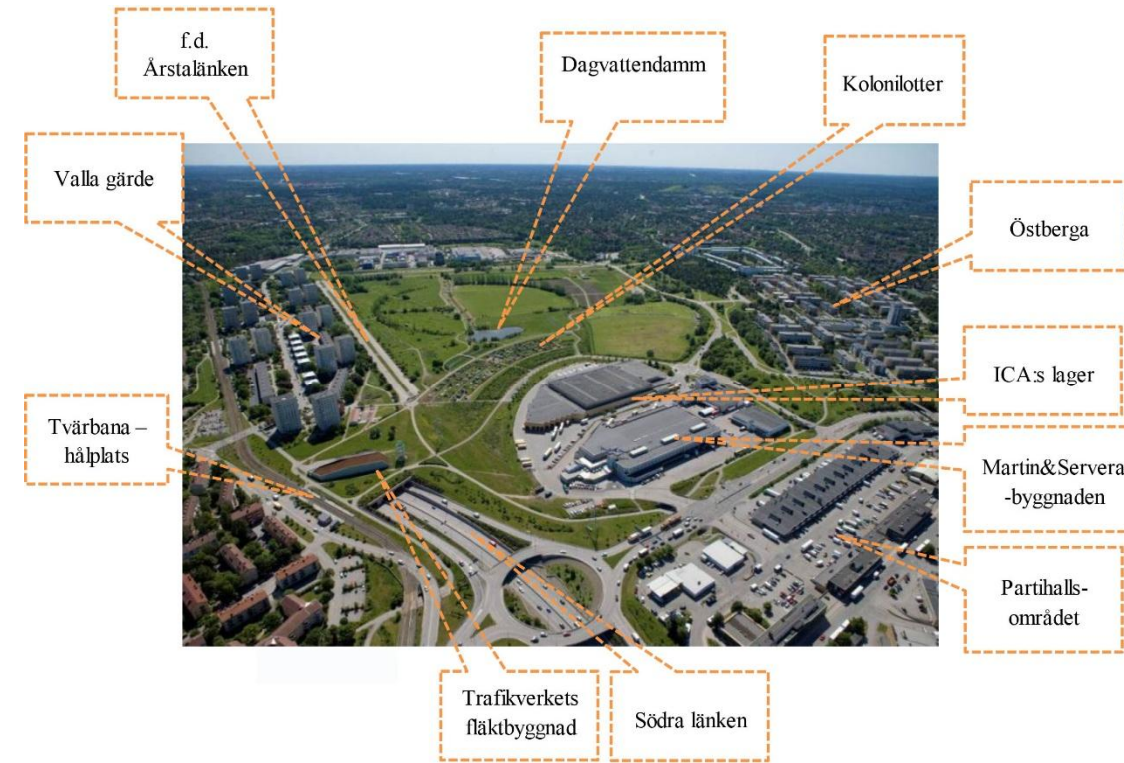 f.d.
Årstalänken
Dagvattendamm
Kolonilotter
Valla gärde
Östberga
ICA:s lager
Tvärbana –
hålplats
Martin&Servera
-byggnaden
Partihalls-
området
Trafikverkets
fläktbyggnad
Södra länken